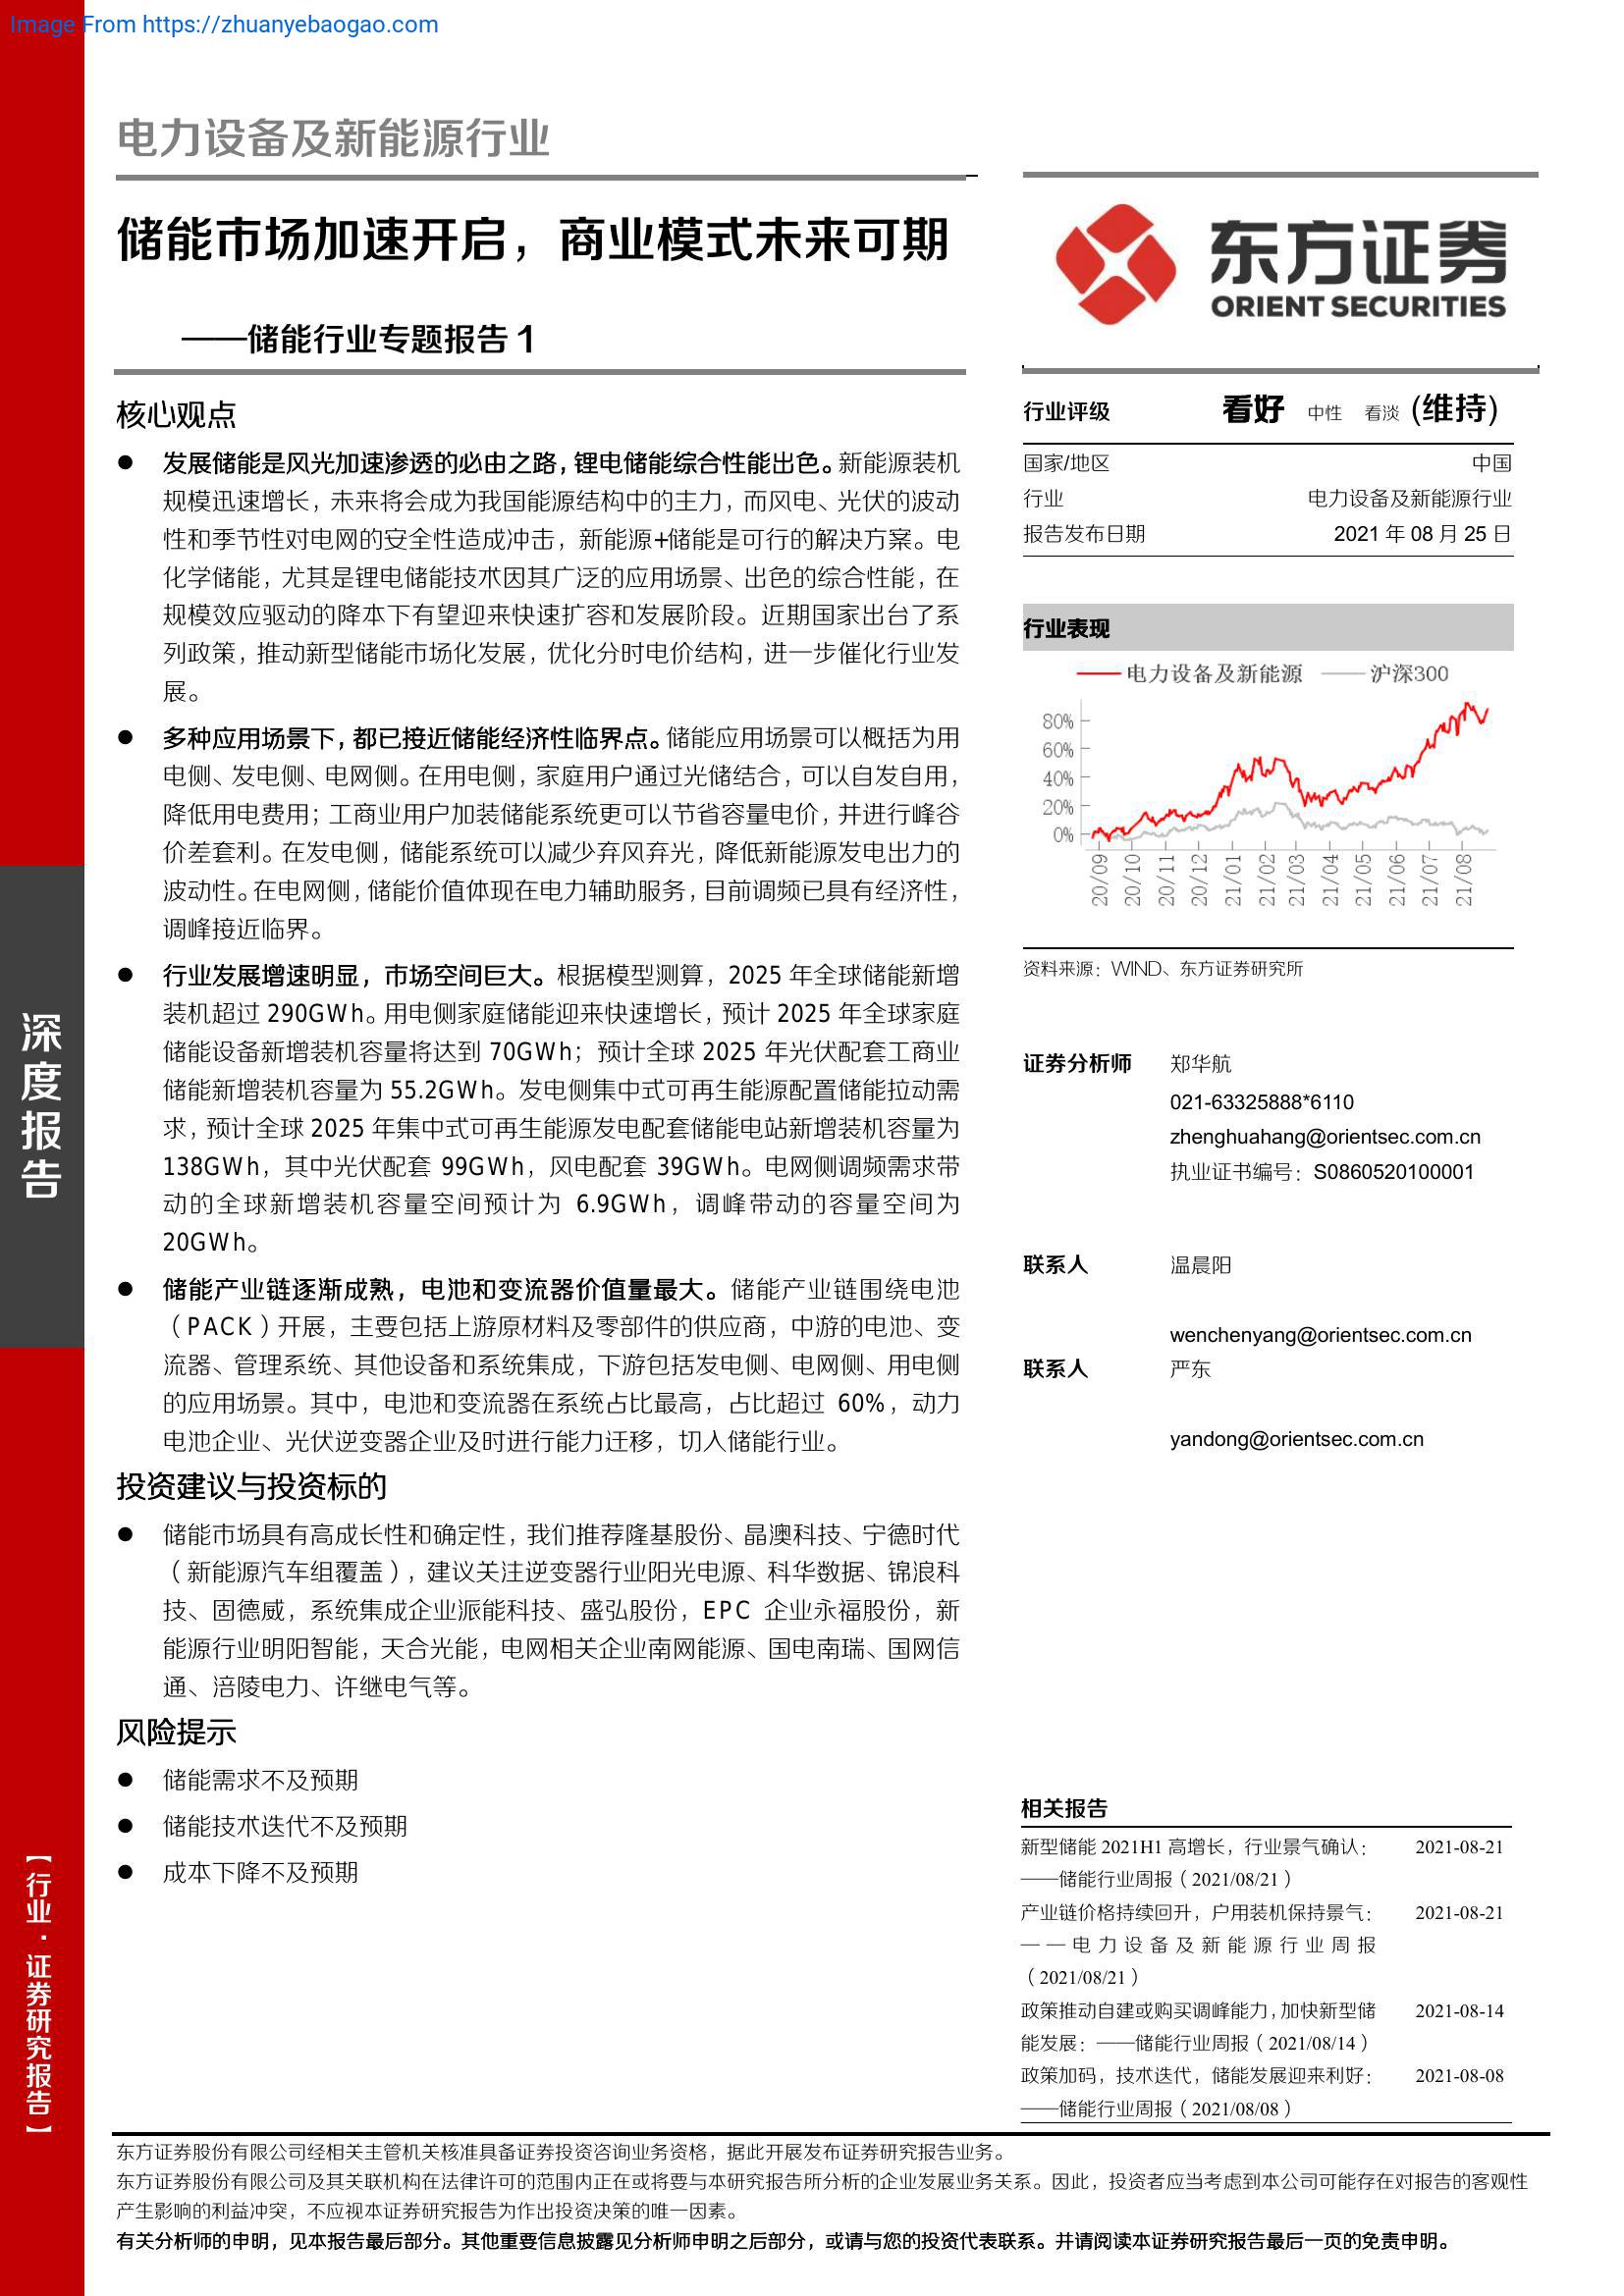 Image From https://zhuanyebaogao.com
电力设备及新能源行业
储能市场加速开启，商业模式未来可期
——储能行业专题报告 1
核心观点
● 发展储能是风光加速渗透的必由之路，锂电储能综合性能出色。新能源装机
规模迅速增长，未来将会成为我国能源结构中的主力，而风电、光伏的波动
性和季节性对电网的安全性造成冲击，新能源+储能是可行的解决方案。电
化学储能，尤其是锂电储能技术因其广泛的应用场景、出色的综合性能，在
规模效应驱动的降本下有望迎来快速扩容和发展阶段。近期国家出台了系
列政策，推动新型储能市场化发展，优化分时电价结构，进一步催化行业发
展。
● 多种应用场景下，都已接近储能经济性临界点。储能应用场景可以概括为用
电侧、发电侧、电网侧。在用电侧，家庭用户通过光储结合，可以自发自用，
降低用电费用；工商业用户加装储能系统更可以节省容量电价，并进行峰谷
价差套利。在发电侧，储能系统可以减少弃风弃光，降低新能源发电出力的
波动性。在电网侧，储能价值体现在电力辅助服务，目前调频已具有经济性，
调峰接近临界。
● 行业发展增速明显，市场空间巨大。根据模型测算，2025 年全球储能新增
装机超过 290GWh。用电侧家庭储能迎来快速增长，预计 2025 年全球家庭
储能设备新增装机容量将达到 70GWh；预计全球 2025 年光伏配套工商业
储能新增装机容量为 55.2GWh。发电侧集中式可再生能源配置储能拉动需
求，预计全球 2025 年集中式可再生能源发电配套储能电站新增装机容量为
138GWh，其中光伏配套 99GWh，风电配套 39GWh。电网侧调频需求带
动的全球新增装机容量空间预计为 6.9GWh，调峰带动的容量空间为
20GWh。
● 储能产业链逐渐成熟，电池和变流器价值量最大。储能产业链围绕电池
（PACK）开展，主要包括上游原材料及零部件的供应商，中游的电池、变
流器、管理系统、其他设备和系统集成，下游包括发电侧、电网侧、用电侧
的应用场景。其中，电池和变流器在系统占比最高，占比超过 60%，动力
电池企业、光伏逆变器企业及时进行能力迁移，切入储能行业。
投资建议与投资标的
● 储能市场具有高成长性和确定性，我们推荐隆基股份、晶澳科技、宁德时代
（新能源汽车组覆盖），建议关注逆变器行业阳光电源、科华数据、锦浪科
技、固德威，系统集成企业派能科技、盛弘股份，EPC 企业永福股份，新
能源行业明阳智能，天合光能，电网相关企业南网能源、国电南瑞、国网信
通、涪陵电力、许继电气等。
风险提示
● 储能需求不及预期
● 储能技术迭代不及预期
● 成本下降不及预期
东方证券
ORIENT SECURITIES
行业评级 看好 中性 看淡 (维持)
国家/地区 中国
行业 电力设备及新能源行业
报告发布日期 2021 年 08 月 25 日
行业表现
电力设备及新能源 沪深300
80%
60%
40%
20%
0%
20/09 20/10 20/11 20/12 21/01 21/02 21/03 21/04 21/05 21/06 21/07 21/08
资料来源：WIND、东方证券研究所
证券分析师 郑华航
021-63325888*6110
zhenghuahang@orientsec.com.cn
执业证书编号：S0860520100001
联系人 温晨阳
wenchenyang@orientsec.com.cn
联系人 严东
yandong@orientsec.com.cn
相关报告
新型储能 2021H1 高增长，行业景气确认： 2021-08-21
——储能行业周报（2021/08/21）
产业链价格持续回升，户用装机保持景气： 2021-08-21
——电力设备及新能源行业周报
（2021/08/21）
政策推动自建或购买调峰能力，加快新型储 2021-08-14
能发展：——储能行业周报（2021/08/14）
政策加码，技术迭代，储能发展迎来利好： 2021-08-08
——储能行业周报（2021/08/08）
深度报告
【行业·证券研究报告】
东方证券股份有限公司经相关主管机关核准具备证券投资咨询业务资格，据此开展发布证券研究报告业务。
东方证券股份有限公司及其关联机构在法律许可的范围内正在或将要与本研究报告所分析的企业发展业务关系。因此，投资者应当考虑到本公司可能存在对报告的客观性
产生影响的利益冲突，不应视本证券研究报告为作出投资决策的唯一因素。
有关分析师的申明，见本报告最后部分。其他重要信息披露见分析师申明之后部分，或请与您的投资代表联系。并请阅读本证券研究报告最后一页的免责申明。